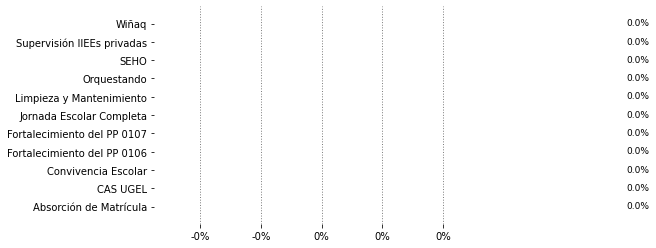 Wiñaq 0.0%
Supervisión IIEEs privadas 0.0%
SEHO 0.0%
Orquestando 0.0%
Limpieza y Mantenimiento 0.0%
Jornada Escolar Completa 0.0%
Fortalecimiento del PP 0107 0.0%
Fortalecimiento del PP 0106 0.0%
Convivencia Escolar 0.0%
CAS UGEL 0.0%
Absorción de Matrícula 0.0%
-0% -0% 0% 0% 0%